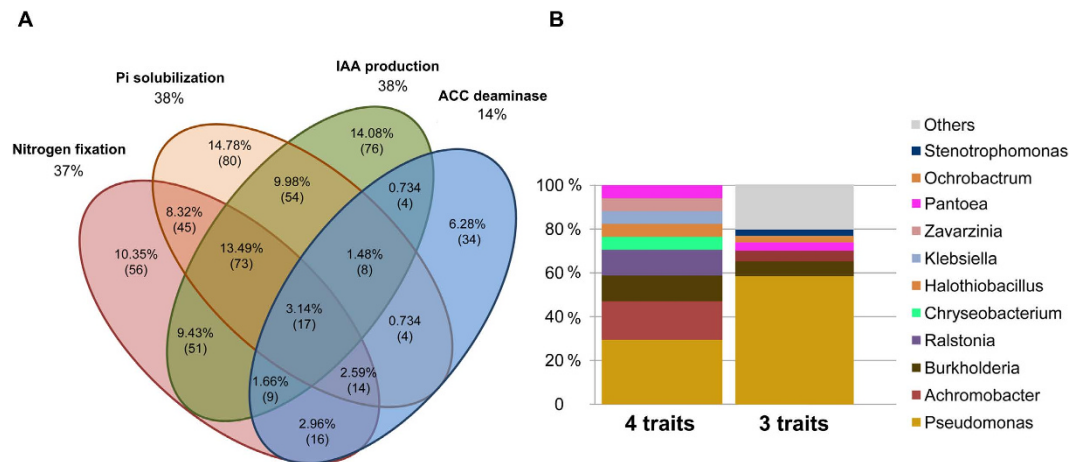 A
B
Pi solubilization
38%
IAA production
38%
ACC deaminase
14%
Nitrogen fixation
37%
14.78%
(80)
14.08%
(76)
9.98%
(54)
0.734
(4)
8.32%
(45)
6.28%
(34)
10.35%
(56)
13.49%
(73)
1.48%
(8)
3.14%
(17)
0.734
(4)
9.43%
(51)
1.66%
(9)
2.59%
(14)
2.96%
(16)
100 %
80 %
60 %
40 %
20 %
0
4 traits
3 traits
Others
Stenotrophomonas
Ochrobactrum
Pantoea
Zavarzinia
Klebsiella
Halothiobacillus
Chryseobacterium
Ralstonia
Burkholderia
Achromobacter
Pseudomonas